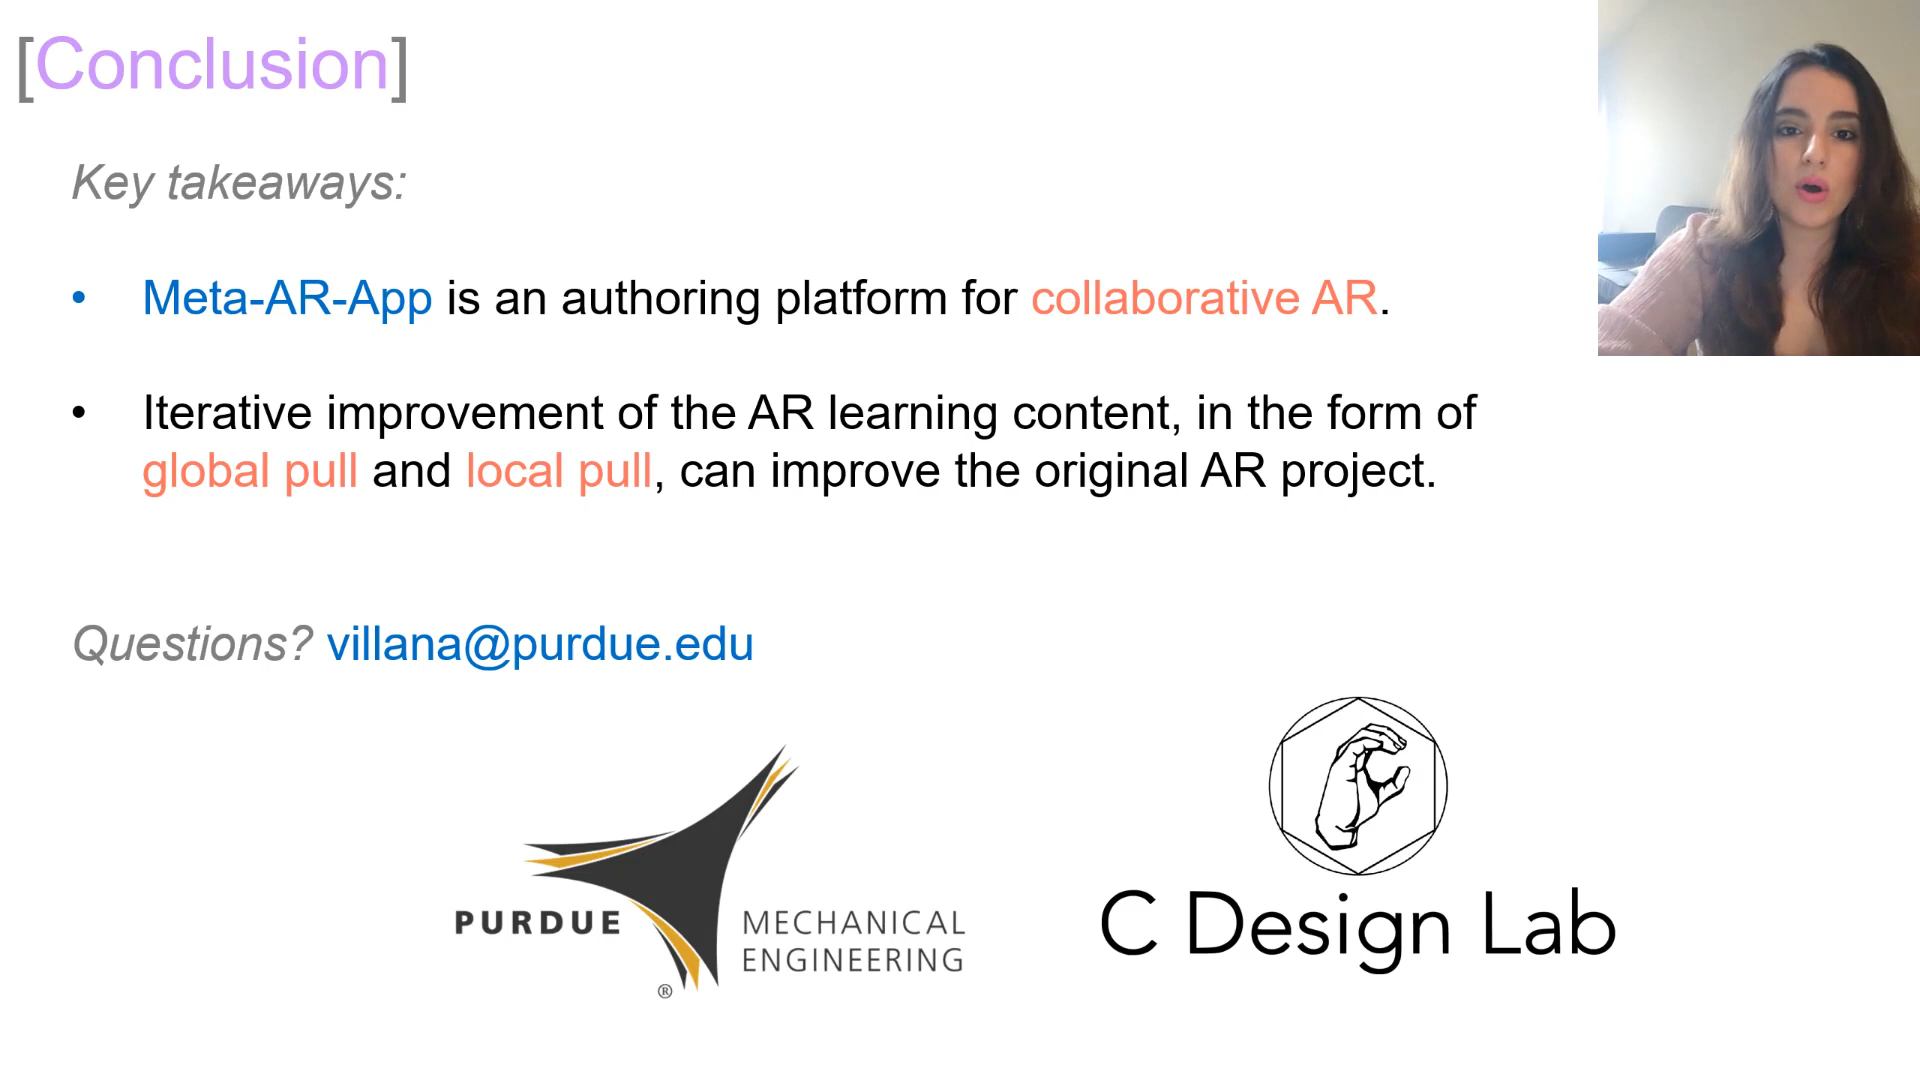 [Conclusion]
Key takeaways:
• Meta-AR-App is an authoring platform for collaborative AR.
• Iterative improvement of the AR learning content, in the form of
global pull and local pull, can improve the original AR project.
Questions? villana@purdue.edu
PURDUE
MECHANICAL
ENGINEERING
®
C Design Lab